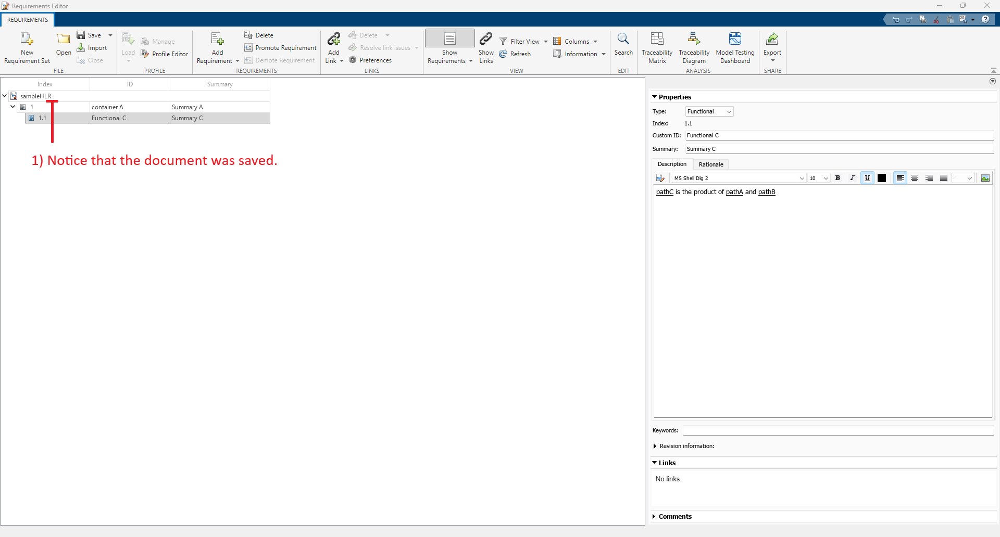 Requirements Editor
REQUIREMENTS
New Requirement Set
Open
Save
Import
Close
FILE
Load
Manage
Profile Editor
PROFILE
Add Requirement
Delete
Promote Requirement
Demote Requirement
REQUIREMENTS
Add Link
Delete
Resolve link issues
Preferences
LINKS
Show Requirements
Show Links
Filter View
Refresh
Columns
Information
VIEW
Search
EDIT
Traceability Matrix
Traceability Diagram
Model Testing Dashboard
ANALYSIS
Export
SHARE
Index ID Summary
sampleHLR
1 container A Summary A
1.1 Functional C Summary C
1) Notice that the document was saved.
Properties
Type: Functional
Index: 1.1
Custom ID: Functional C
Summary: Summary C
Description Rationale
MS Shell Dlg 2 10 B I U
pathC is the product of pathA and pathB
Keywords:
Revision information:
Links
No links
Comments